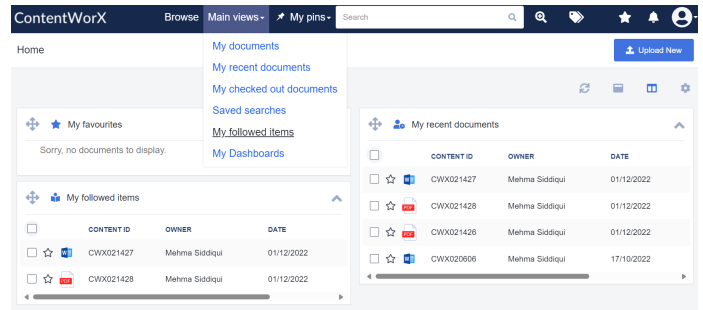 ContentWorX Browse Main views My pins Search
Home
Upload New
My documents
My recent documents
My checked out documents
Saved searches
My followed items
My Dashboards
My favourites
Sorry, no documents to display.
My followed items
CONTENT ID OWNER DATE
W CWX021427 Mehma Siddiqui 01/12/2022
PDF CWX021428 Mehma Siddiqui 01/12/2022
My recent documents
CONTENT ID OWNER DATE
W CWX021427 Mehma Siddiqui 01/12/2022
PDF CWX021428 Mehma Siddiqui 01/12/2022
PDF CWX021426 Mehma Siddiqui 01/12/2022
W CWX020606 Mehma Siddiqui 17/10/2022